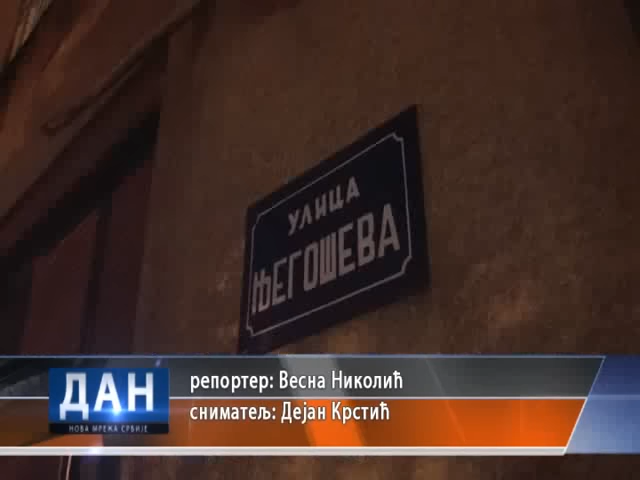 УЛИЦА
ЊЕГОШЕВА
репортер: Весна Николић
сниматељ: Дејан Крстић
ДАН
НОВА МРЕЖА СРБИЈЕ